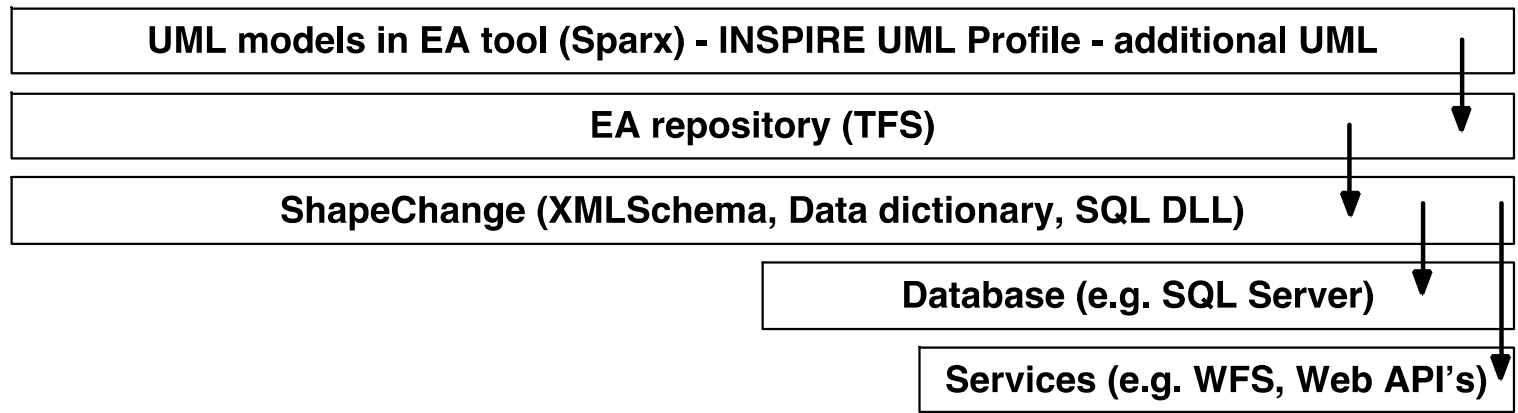 UML models in EA tool (Sparx) - INSPIRE UML Profile - additional UML
EA repository (TFS)
ShapeChange (XMLSchema, Data dictionary, SQL DLL)
Database (e.g. SQL Server)
Services (e.g. WFS, Web API's)